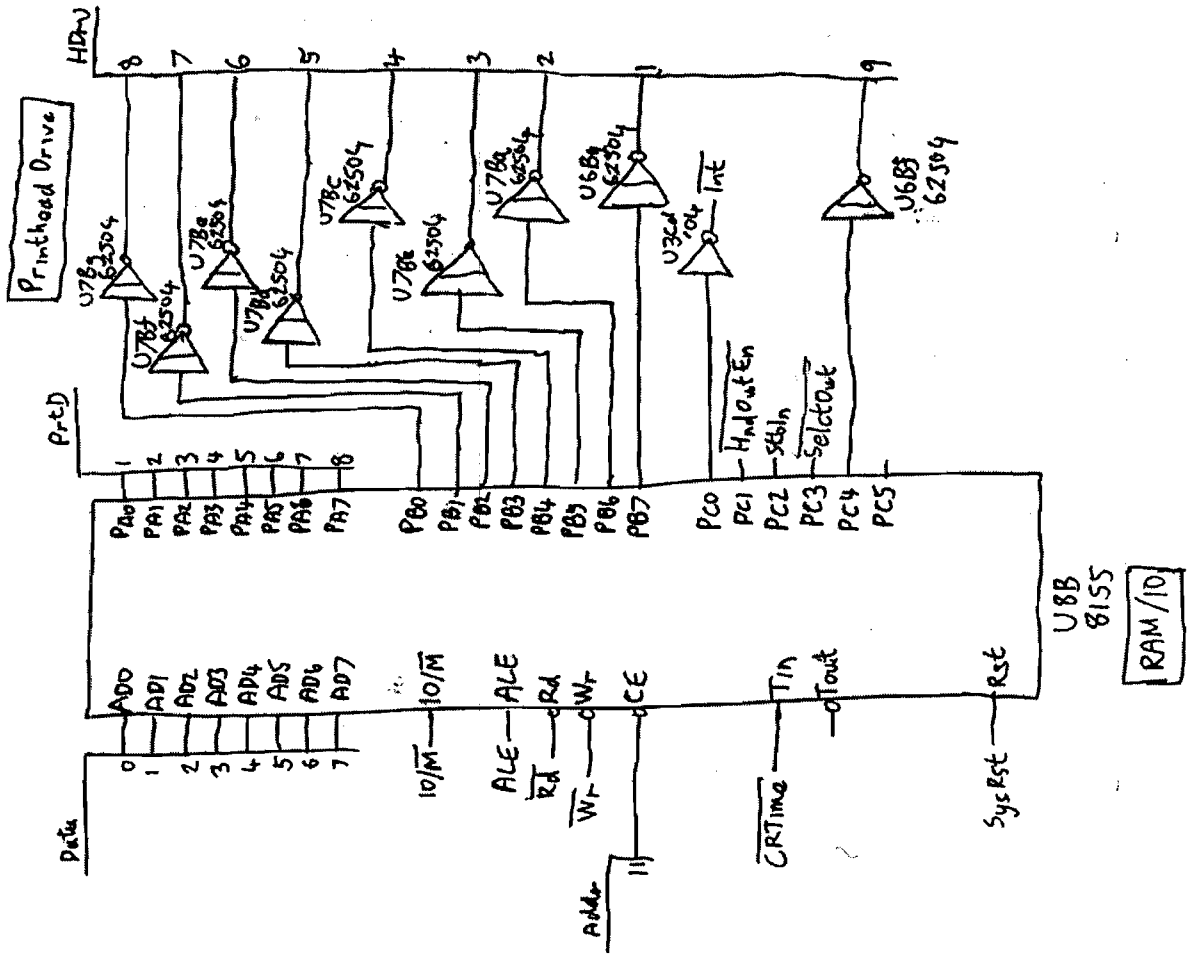 Printhead Drive
HDrv
8
7
6
5
4
3
2
1
9
U7Bg
62504
U7Bf
62504
U7Be
62504
U7Bd
62504
U7Bc
62504
U7Bb
62504
U7Ba
62504
U6Bg
62504
U3Cd
'04
Int
U6Bf
62504
PrtD
1
2
3
4
5
6
7
8
HndOutEn
StbIn
SelctOut
PA0
PA1
PA2
PA3
PA4
PA5
PA6
PA7
PB0
PB1
PB2
PB3
PB4
PB5
PB6
PB7
PC0
PC1
PC2
PC3
PC4
PC5
U8B
8155
RAM/IO
AD0
AD1
AD2
AD3
AD4
AD5
AD6
AD7
IO/M
ALE
Rd
Wr
CE
TIn
Tout
Rst
Data
0
1
2
3
4
5
6
7
IO/M
ALE
Rd
Wr
Addr
11
CRTime
SysRst